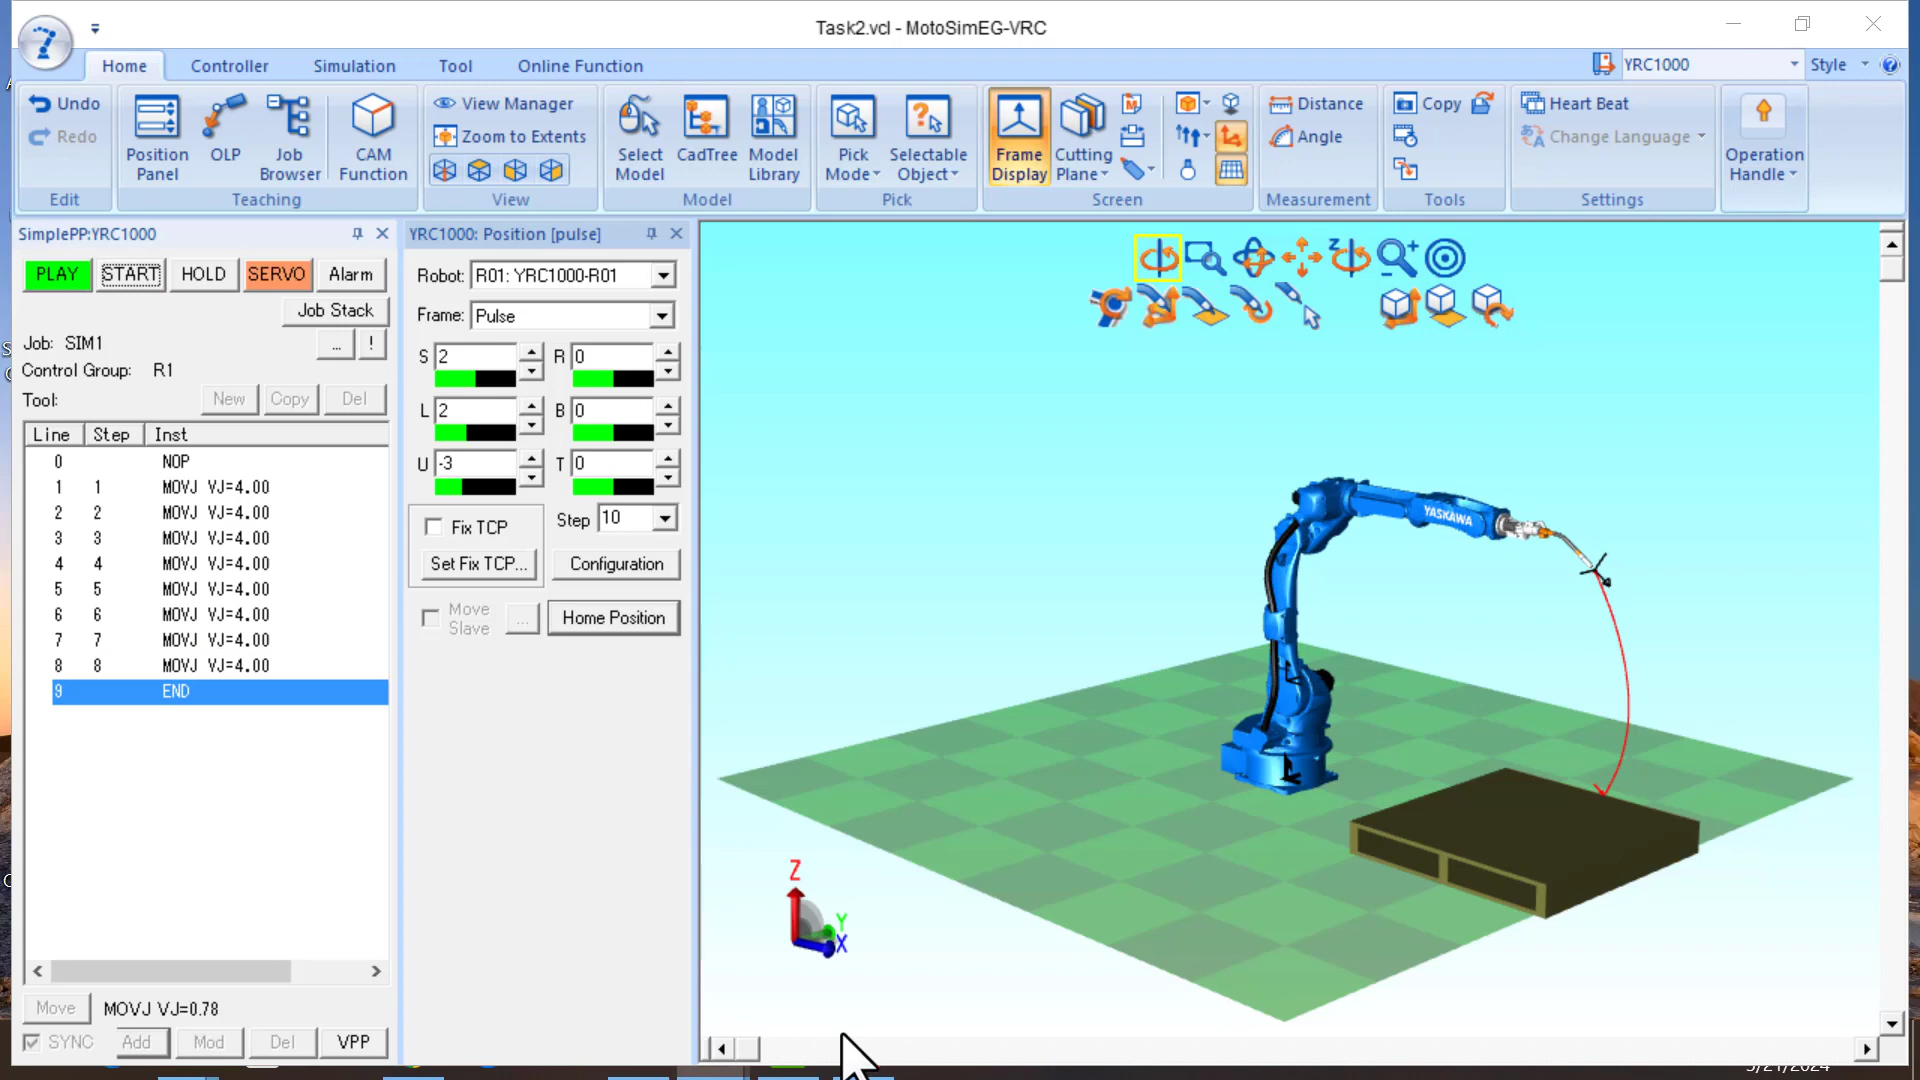 Task2.vcl - MotoSimEG-VRC
Home Controller Simulation Tool Online Function YRC1000 Style
Undo
Redo
Edit
Position Panel
OLP
Job Browser
CAM Function
Teaching
View Manager
Zoom to Extents
View
Select Model
CadTree
Model Library
Model
Pick Mode
Selectable Object
Pick
Frame Display
Cutting Plane
Screen
Distance
Angle
Measurement
Copy
Tools
Heart Beat
Change Language
Settings
Operation Handle
SimplePP:YRC1000
PLAY START HOLD SERVO Alarm
Job Stack
Job: SIM1 ... !
Control Group: R1
Tool: New Copy Del
Line Step Inst
0 NOP
1 1 MOVJ VJ=4.00
2 2 MOVJ VJ=4.00
3 3 MOVJ VJ=4.00
4 4 MOVJ VJ=4.00
5 5 MOVJ VJ=4.00
6 6 MOVJ VJ=4.00
7 7 MOVJ VJ=4.00
8 8 MOVJ VJ=4.00
9 END
Move MOVJ VJ=0.78
SYNC Add Mod Del VPP
YRC1000: Position [pulse]
Robot: R01: YRC1000-R01
Frame: Pulse
S 2 R 0
L 2 B 0
U -3 T 0
Fix TCP Step 10
Set Fix TCP... Configuration
Move Slave ... Home Position
Z
YASKAWA
Z
Y
X